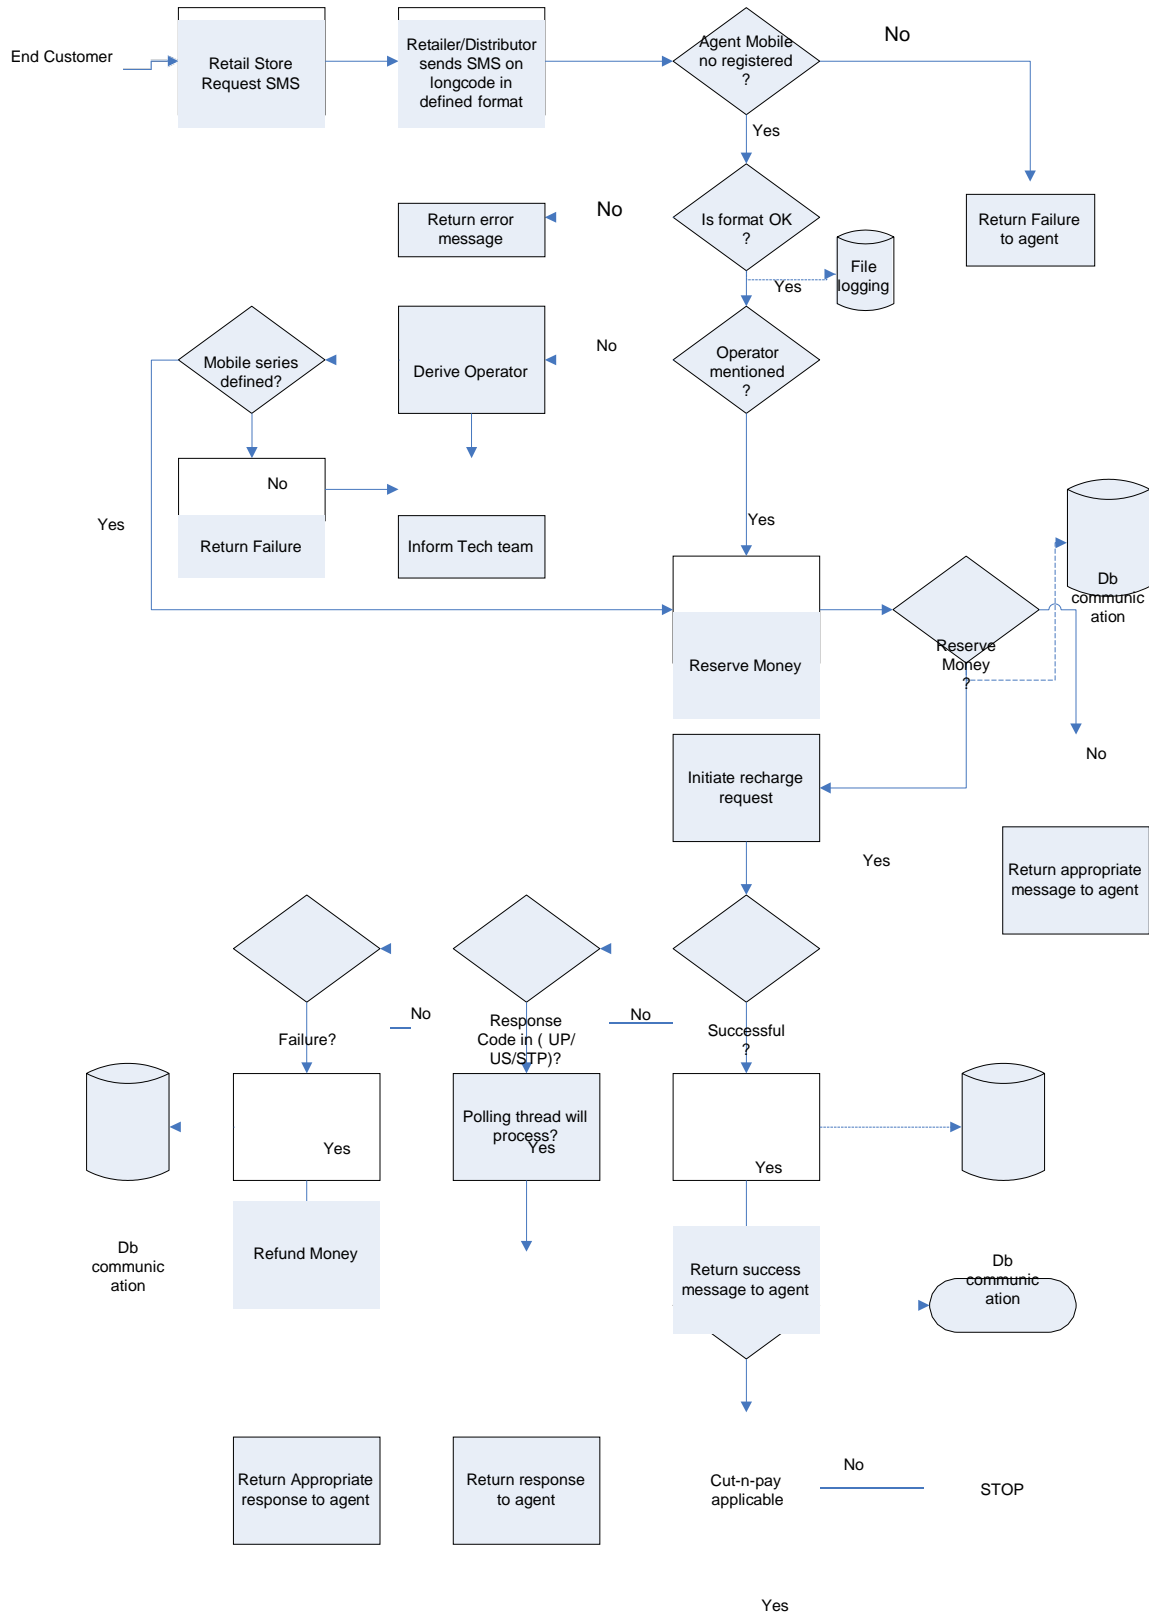 End Customer
Retail Store
Request SMS
Retailer/Distributor
sends SMS on
longcode in
defined format
Agent Mobile
no registered
?
No
Yes
Return error
message
No
Is format OK
?
Return Failure
to agent
File
logging
Yes
Mobile series
defined?
Derive Operator
No
Operator
mentioned
?
No
Yes
Return Failure
Inform Tech team
Yes
Db
communic
ation
Reserve Money
Reserve
Money
?
No
Initiate recharge
request
Yes
Return appropriate
message to agent
Failure?
No
Response
Code in ( UP/
US/STP)?
No
Successful
?
Polling thread will
process?
Yes
Yes
Yes
Db
communic
ation
Refund Money
Return success
message to agent
Db
communic
ation
Return Appropriate
response to agent
Return response
to agent
Cut-n-pay
applicable
No
STOP
Yes